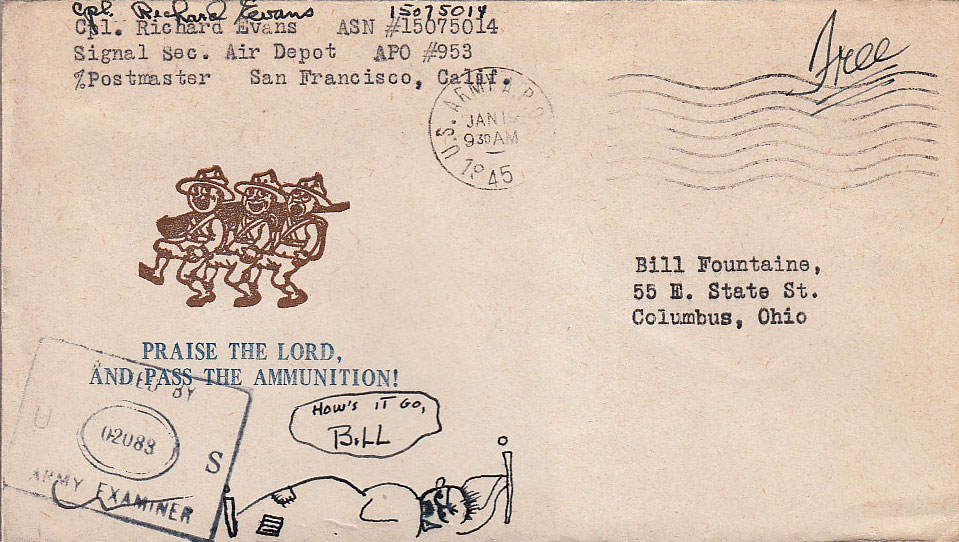 Cpl. Richard Evans 15075014
Cpl. Richard Evans ASN #15075014
Signal Sec. Air Depot APO #953
%Postmaster San Francisco, Calif.
Free
U.S. ARMY A.P.O.
JAN
9 30 AM
1945
Bill Fountaine,
55 E. State St.
Columbus, Ohio
PRAISE THE LORD,
AND PASS THE AMMUNITION!
BY
U S
02088
ARMY EXAMINER
HOW'S IT GO,
BILL